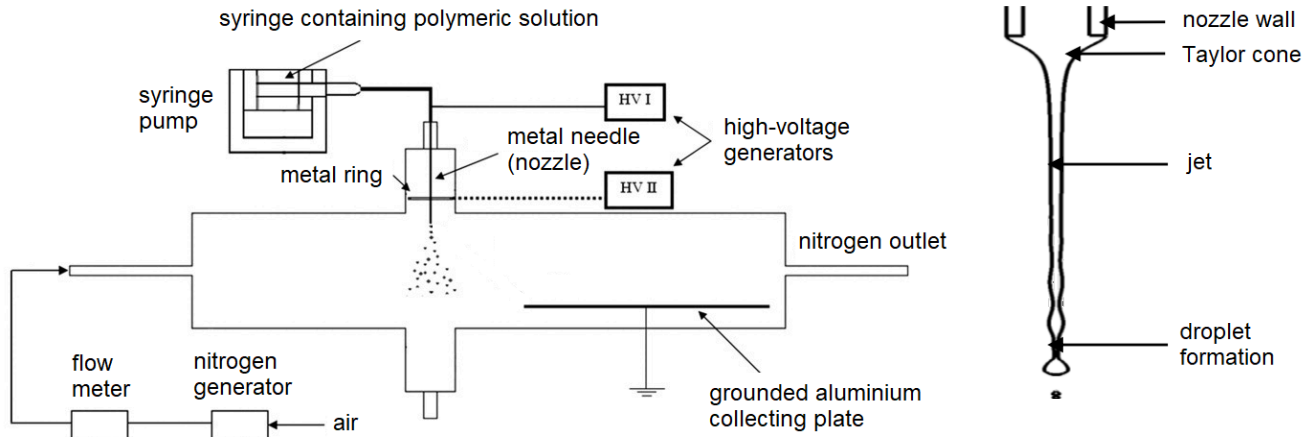 syringe containing polymeric solution
syringe
pump
HV I
high-voltage
generators
metal needle
(nozzle)
metal ring
HV II
nitrogen outlet
flow
meter
nitrogen
generator
air
grounded aluminium
collecting plate
nozzle wall
Taylor cone
jet
droplet
formation